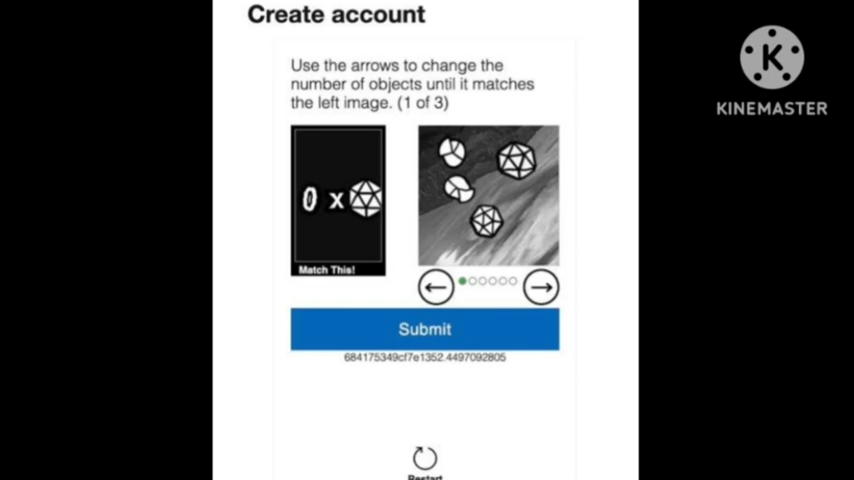 Create account
Use the arrows to change the
number of objects until it matches
the left image. (1 of 3)
0 x
Match This!
Submit
684175349cf7e1352.4497092805
Restart
K
KINEMASTER